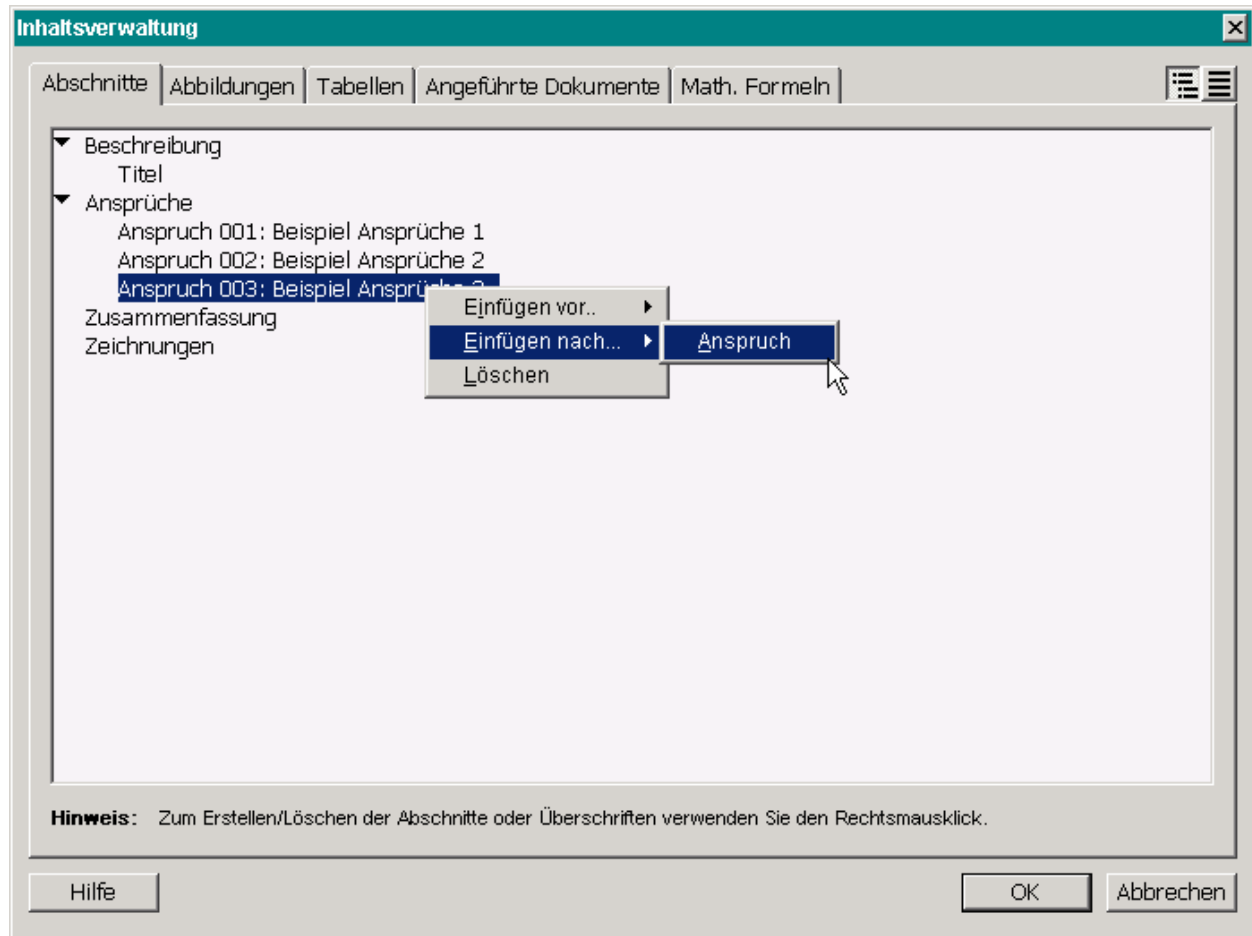 Inhaltsverwaltung
Abschnitte Abbildungen Tabellen Angeführte Dokumente Math. Formeln
Beschreibung
Titel
Ansprüche
Anspruch 001: Beispiel Ansprüche 1
Anspruch 002: Beispiel Ansprüche 2
Anspruch 003: Beispiel
Einfügen vor..
Zusammenfassung
Einfügen nach... Anspruch
Zeichnungen
Löschen
Hinweis: Zum Erstellen/Löschen der Abschnitte oder Überschriften verwenden Sie den Rechtsmausklick.
Hilfe OK Abbrechen